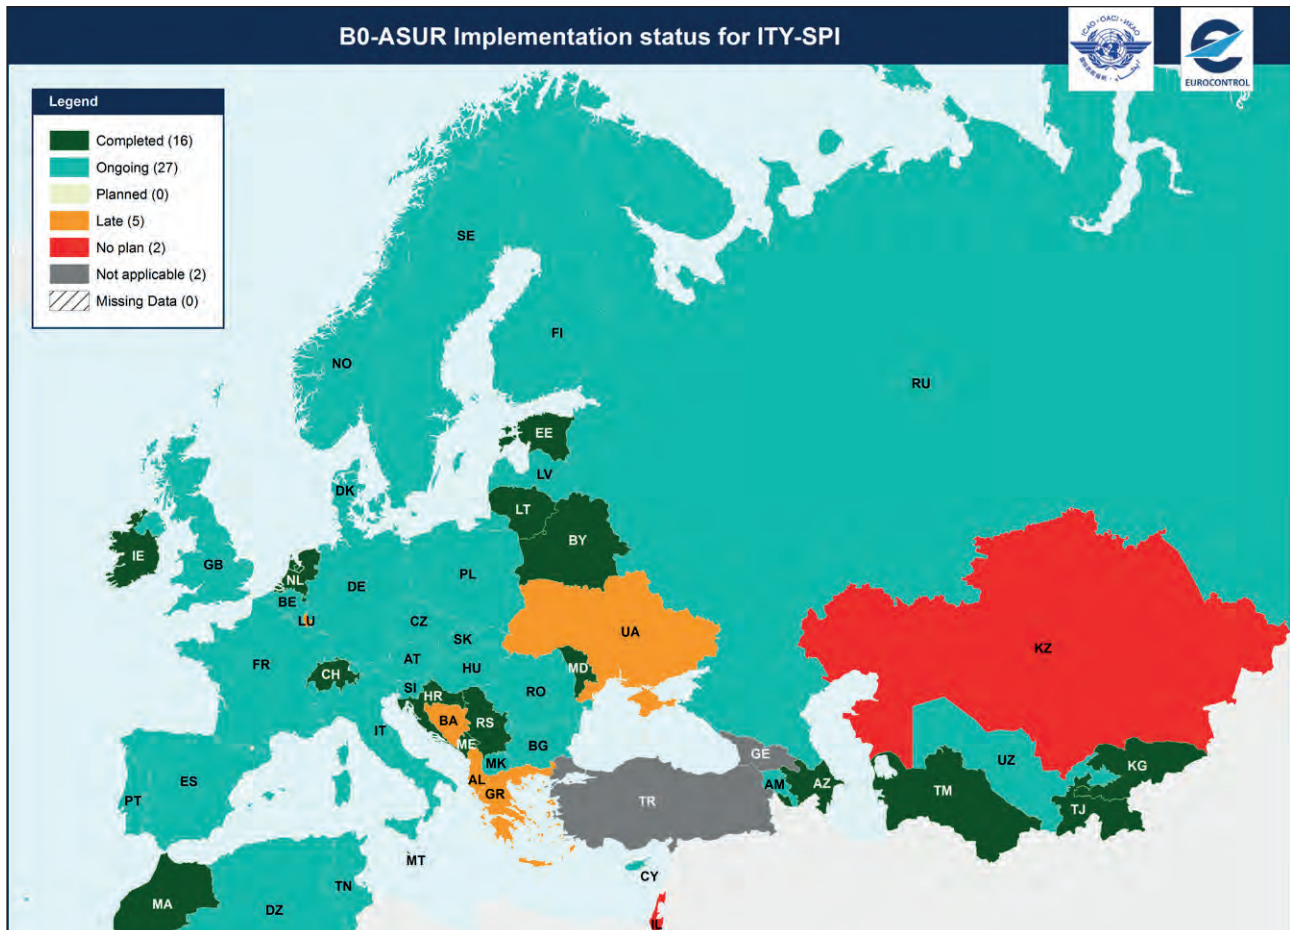 B0-ASUR Implementation status for ITY-SPI
ICAO · OACI · ИКАО
EUROCONTROL
Legend
Completed (16)
Ongoing (27)
Planned (0)
Late (5)
No plan (2)
Not applicable (2)
Missing Data (0)
SE
FI
NO
RU
EE
LV
DK
LT
BY
IE
GB
NL
DE
PL
BE
LU
CZ
UA
SK
KZ
FR
AT
HU
MD
CH
SI
HR
RO
BA
RS
IT
ME
BG
GE
UZ
KG
MK
ES
AL
AM
AZ
TM
PT
GR
TR
TJ
MT
CY
TN
MA
DZ
IL